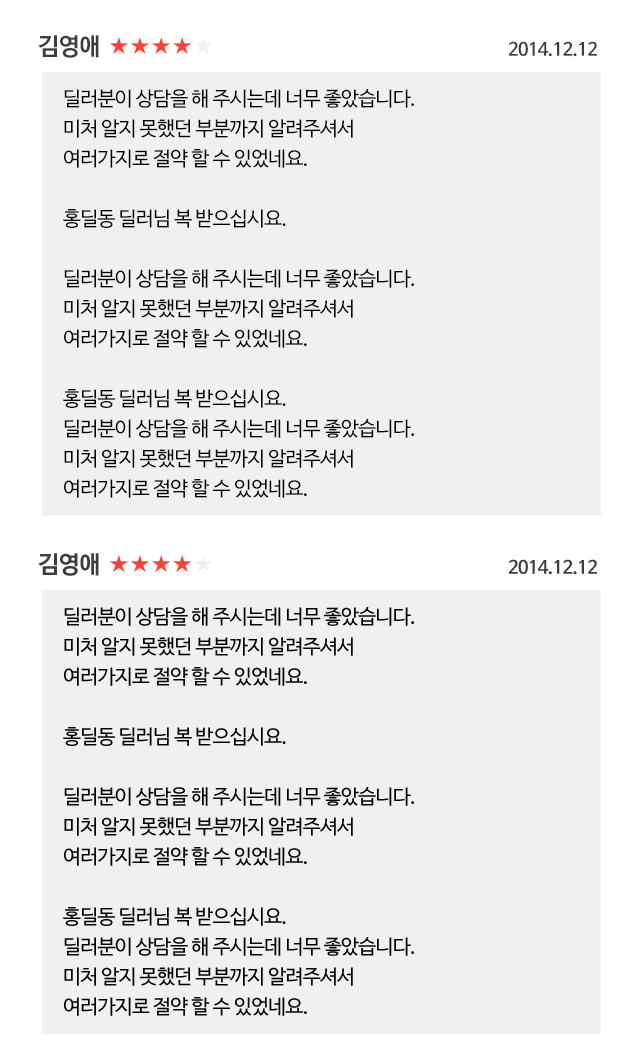 김영애 ★★★★★ 2014.12.12
딜러분이 상담을 해 주시는데 너무 좋았습니다.
미처 알지 못했던 부분까지 알려주셔서
여러가지로 절약 할 수 있었네요.
홍딜동 딜러님 복 받으십시요.
딜러분이 상담을 해 주시는데 너무 좋았습니다.
미처 알지 못했던 부분까지 알려주셔서
여러가지로 절약 할 수 있었네요.
홍딜동 딜러님 복 받으십시요.
딜러분이 상담을 해 주시는데 너무 좋았습니다.
미처 알지 못했던 부분까지 알려주셔서
여러가지로 절약 할 수 있었네요.
김영애 ★★★★★ 2014.12.12
딜러분이 상담을 해 주시는데 너무 좋았습니다.
미처 알지 못했던 부분까지 알려주셔서
여러가지로 절약 할 수 있었네요.
홍딜동 딜러님 복 받으십시요.
딜러분이 상담을 해 주시는데 너무 좋았습니다.
미처 알지 못했던 부분까지 알려주셔서
여러가지로 절약 할 수 있었네요.
홍딜동 딜러님 복 받으십시요.
딜러분이 상담을 해 주시는데 너무 좋았습니다.
미처 알지 못했던 부분까지 알려주셔서
여러가지로 절약 할 수 있었네요.